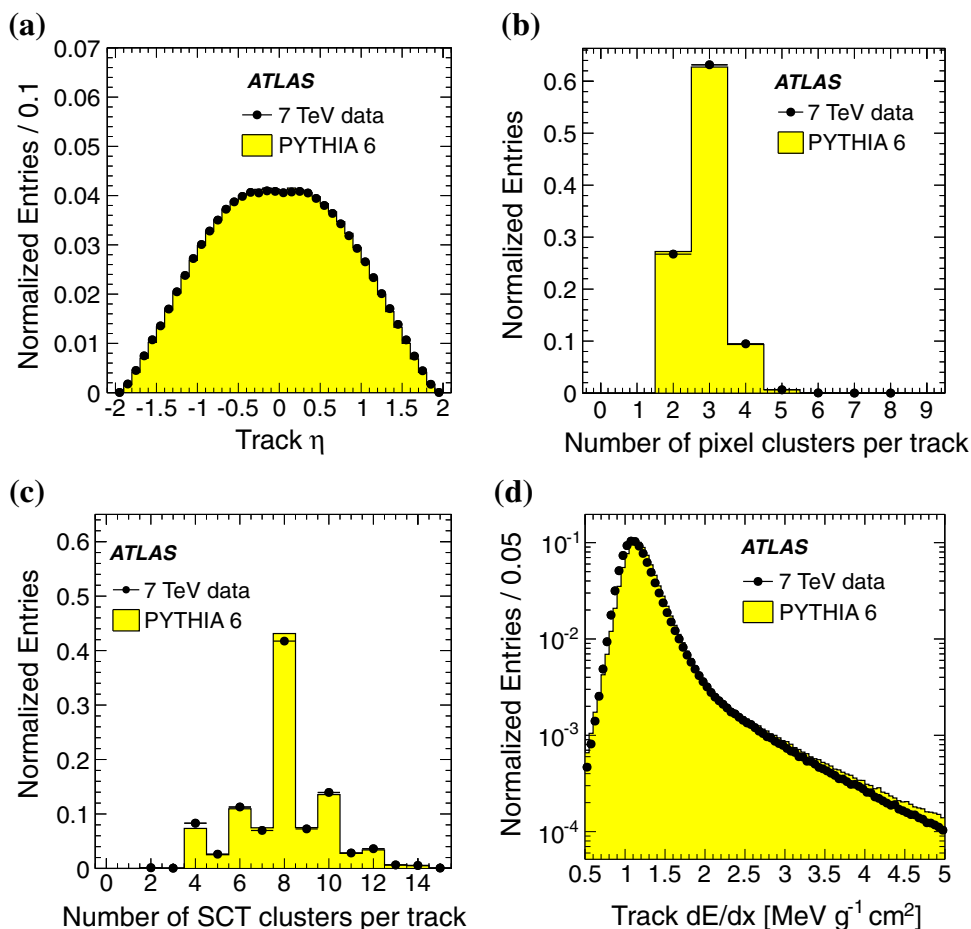 (a)
0.07
0.06
0.05
0.04
0.03
0.02
0.01
0
Normalized Entries / 0.1
ATLAS
7 TeV data
PYTHIA 6
-2 -1.5 -1 -0.5 0 0.5 1 1.5 2
Track η
(b)
0.6
0.5
0.4
0.3
0.2
0.1
0
Normalized Entries
ATLAS
7 TeV data
PYTHIA 6
0 1 2 3 4 5 6 7 8 9
Number of pixel clusters per track
(c)
0.6
0.5
0.4
0.3
0.2
0.1
0
Normalized Entries
ATLAS
7 TeV data
PYTHIA 6
0 2 4 6 8 10 12 14
Number of SCT clusters per track
(d)
10⁻¹
10⁻²
10⁻³
10⁻⁴
Normalized Entries / 0.05
ATLAS
7 TeV data
PYTHIA 6
0.5 1 1.5 2 2.5 3 3.5 4 4.5 5
Track dE/dx [MeV g⁻¹ cm²]